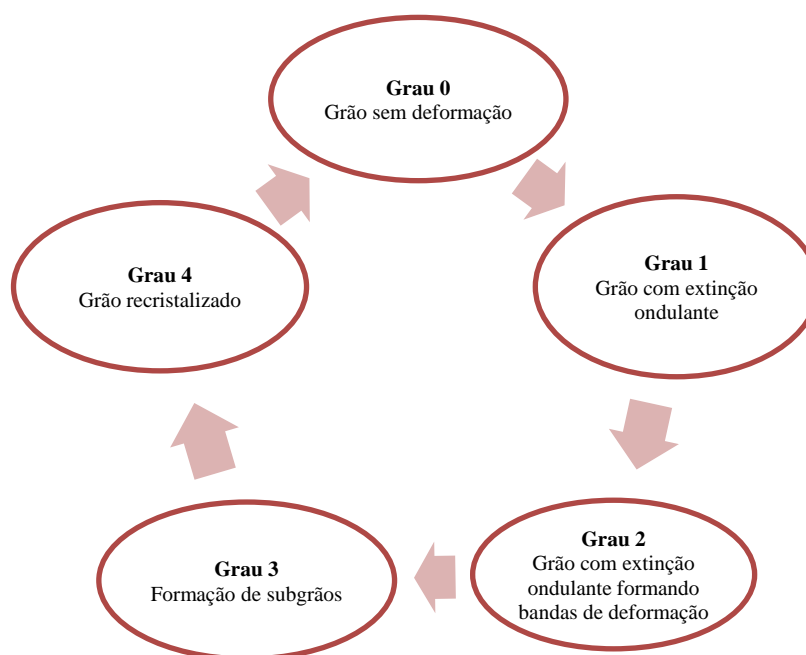 Grau 0
Grão sem deformação
Grau 1
Grão com extinção
ondulante
Grau 2
Grão com extinção
ondulante formando
bandas de deformação
Grau 3
Formação de subgrãos
Grau 4
Grão recristalizado